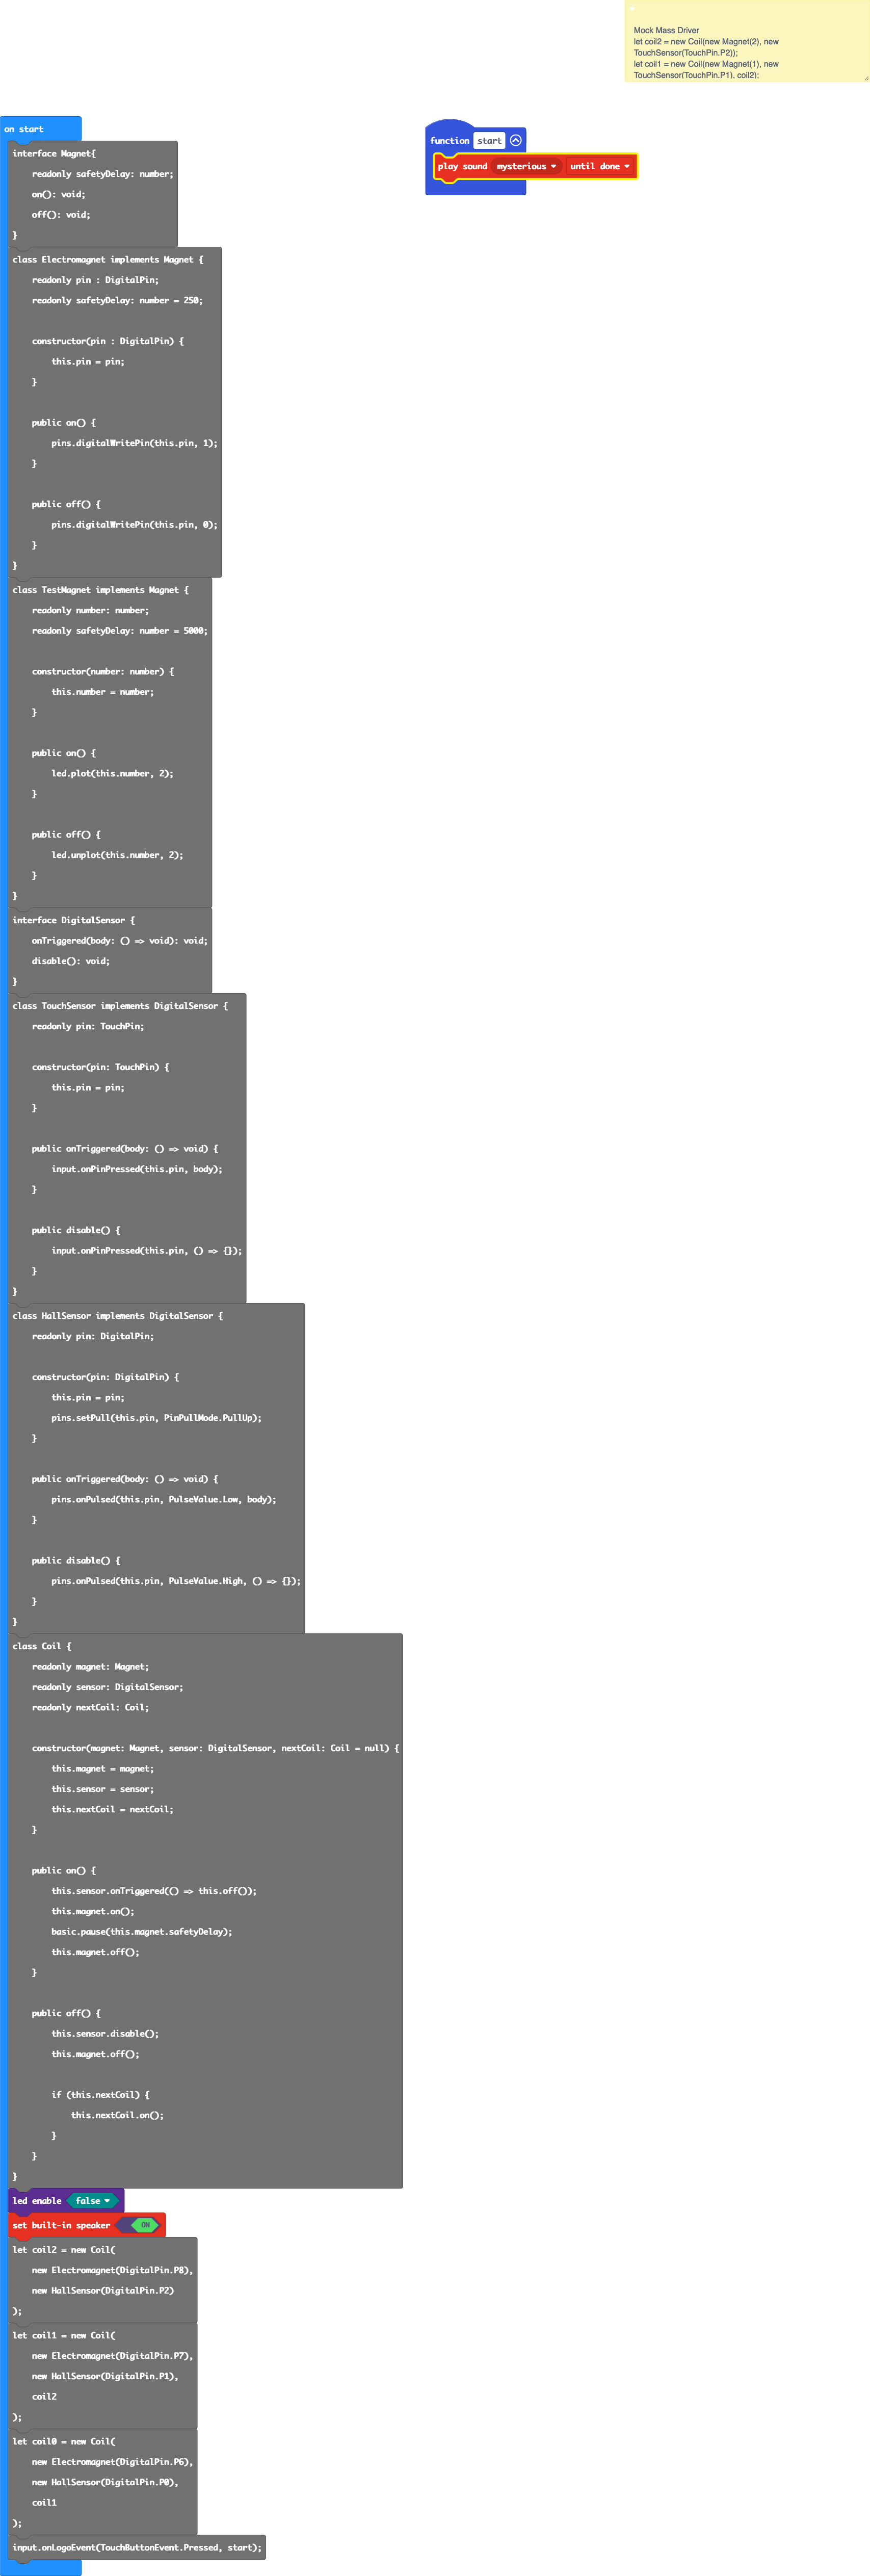 Mock Mass Driver
let coil2 = new Coil(new Magnet(2), new
TouchSensor(TouchPin.P2));
let coil1 = new Coil(new Magnet(1), new
TouchSensor(TouchPin.P1), coil2);
on start
interface Magnet{
    readonly safetyDelay: number;
    on(): void;
    off(): void;
}
class Electromagnet implements Magnet {
    readonly pin : DigitalPin;
    readonly safetyDelay: number = 250;
    constructor(pin : DigitalPin) {
        this.pin = pin;
    }
    public on() {
        pins.digitalWritePin(this.pin, 1);
    }
    public off() {
        pins.digitalWritePin(this.pin, 0);
    }
}
class TestMagnet implements Magnet {
    readonly number: number;
    readonly safetyDelay: number = 5000;
    constructor(number: number) {
        this.number = number;
    }
    public on() {
        led.plot(this.number, 2);
    }
    public off() {
        led.unplot(this.number, 2);
    }
}
interface DigitalSensor {
    onTriggered(body: () => void): void;
    disable(): void;
}
class TouchSensor implements DigitalSensor {
    readonly pin: TouchPin;
    constructor(pin: TouchPin) {
        this.pin = pin;
    }
    public onTriggered(body: () => void) {
        input.onPinPressed(this.pin, body);
    }
    public disable() {
        input.onPinPressed(this.pin, () => {});
    }
}
class HallSensor implements DigitalSensor {
    readonly pin: DigitalPin;
    constructor(pin: DigitalPin) {
        this.pin = pin;
        pins.setPull(this.pin, PinPullMode.PullUp);
    }
    public onTriggered(body: () => void) {
        pins.onPulsed(this.pin, PulseValue.Low, body);
    }
    public disable() {
        pins.onPulsed(this.pin, PulseValue.High, () => {});
    }
}
class Coil {
    readonly magnet: Magnet;
    readonly sensor: DigitalSensor;
    readonly nextCoil: Coil;
    constructor(magnet: Magnet, sensor: DigitalSensor, nextCoil: Coil = null) {
        this.magnet = magnet;
        this.sensor = sensor;
        this.nextCoil = nextCoil;
    }
    public on() {
        this.sensor.onTriggered(() => this.off());
        this.magnet.on();
        basic.pause(this.magnet.safetyDelay);
        this.magnet.off();
    }
    public off() {
        this.sensor.disable();
        this.magnet.off();
        if (this.nextCoil) {
            this.nextCoil.on();
        }
    }
}
led enable false
set built-in speaker ON
let coil2 = new Coil(
    new Electromagnet(DigitalPin.P8),
    new HallSensor(DigitalPin.P2)
);
let coil1 = new Coil(
    new Electromagnet(DigitalPin.P7),
    new HallSensor(DigitalPin.P1),
    coil2
);
let coil0 = new Coil(
    new Electromagnet(DigitalPin.P6),
    new HallSensor(DigitalPin.P0),
    coil1
);
input.onLogoEvent(TouchButtonEvent.Pressed, start);
function start
play sound mysterious until done